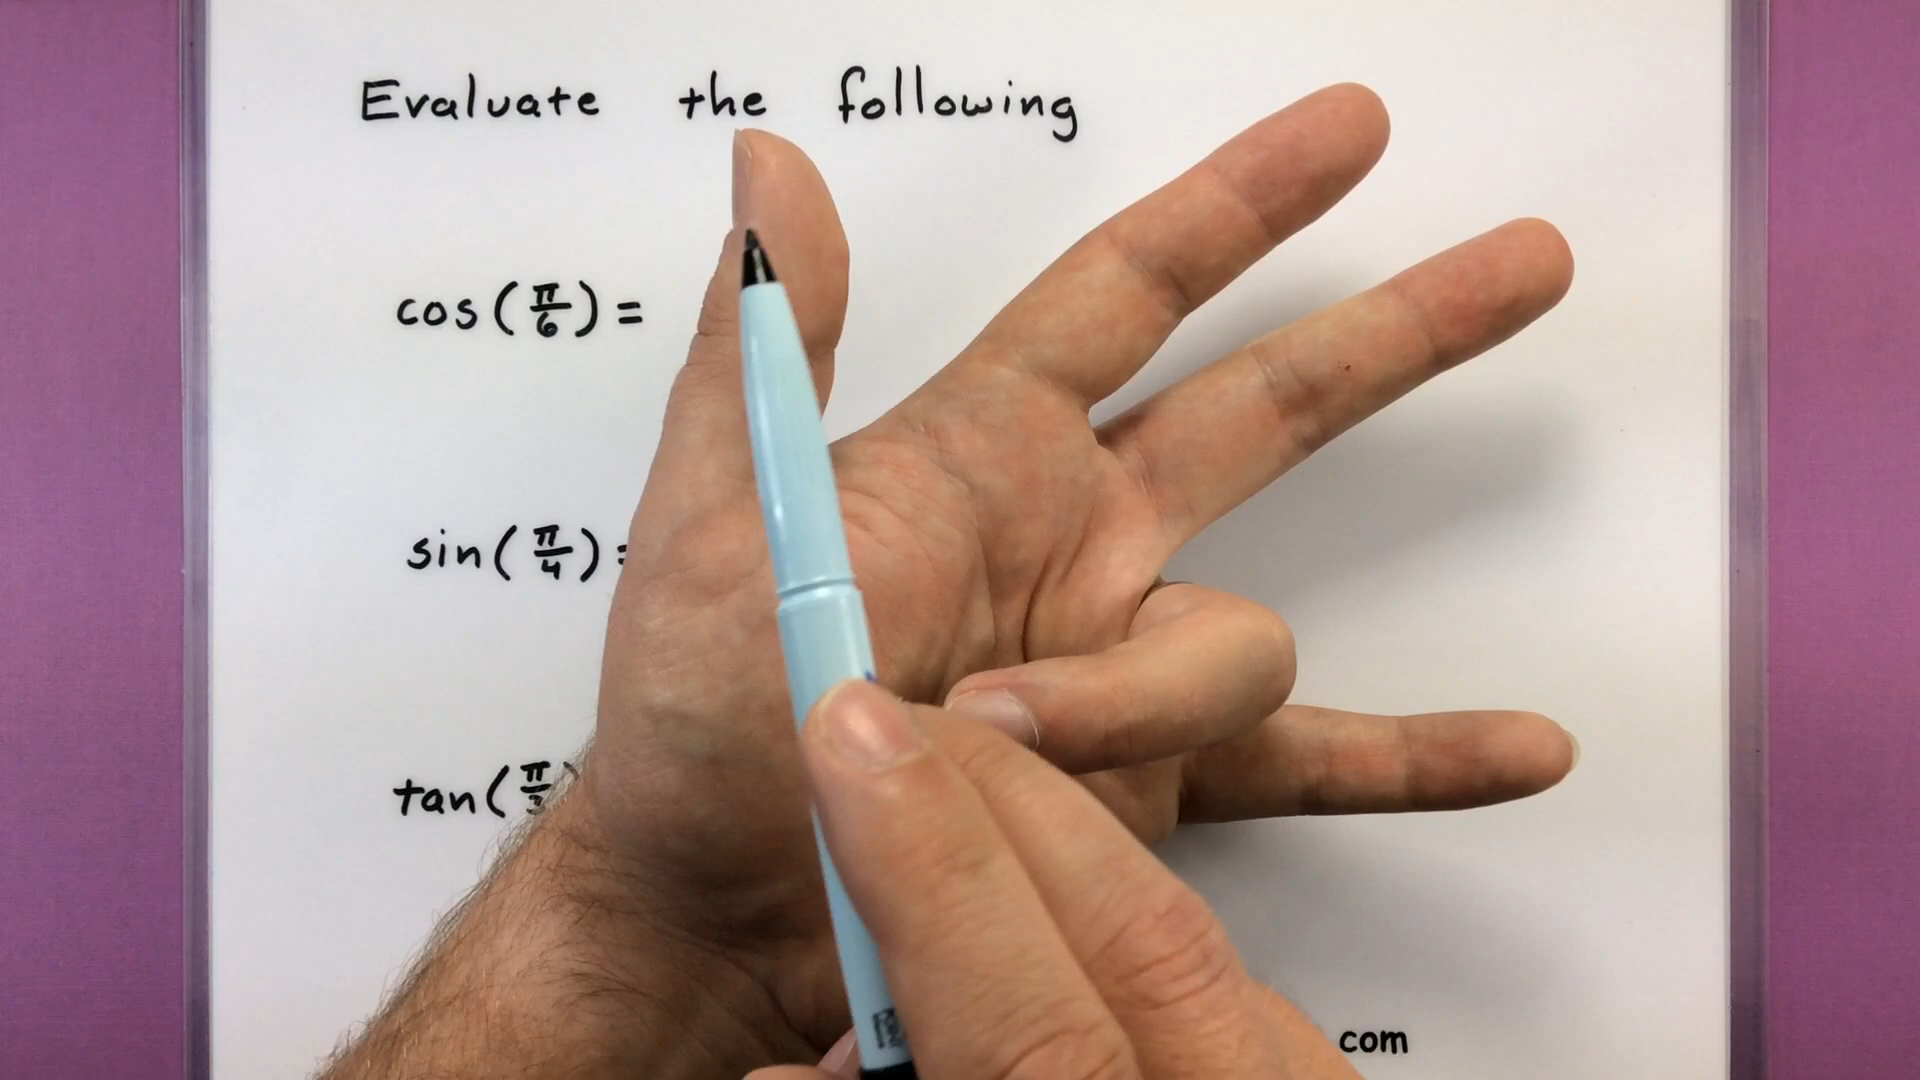 Evaluate the following
cos(π/6) =
sin(π/4) =
tan(π/
com